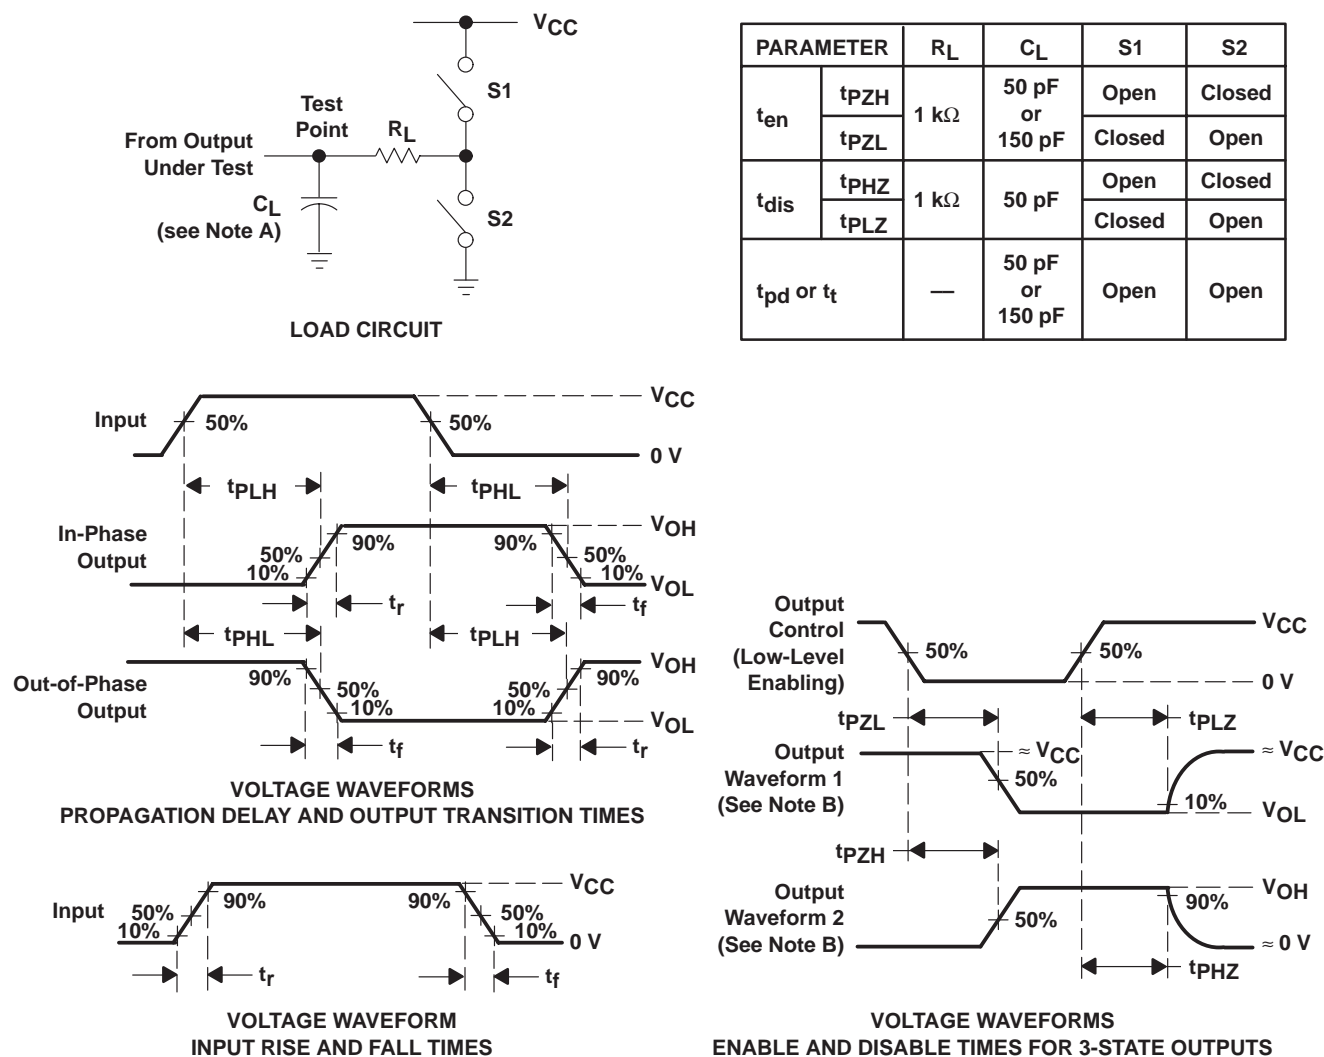 VCC
S1
Test
Point
RL
From Output
Under Test
CL
(see Note A)
S2
LOAD CIRCUIT
PARAMETER RL CL S1 S2
ten tPZH 1 kΩ 50 pF or 150 pF Open Closed
tPZL Closed Open
tdis tPHZ 1 kΩ 50 pF Open Closed
tPLZ Closed Open
tpd or tt — 50 pF or 150 pF Open Open
Input 50% 50% VCC
0 V
tPLH tPHL
In-Phase
Output
VOH
90% 90%
50% 50%
10% 10%
VOL
tr tf
tPHL tPLH
Out-of-Phase
Output
VOH
90% 90%
50% 50%
10% 10%
VOL
tf tr
VOLTAGE WAVEFORMS
PROPAGATION DELAY AND OUTPUT TRANSITION TIMES
Input
VCC
90% 90%
50% 50%
10% 10%
0 V
tr tf
VOLTAGE WAVEFORM
INPUT RISE AND FALL TIMES
Output
Control
(Low-Level
Enabling)
VCC
50% 50%
0 V
tPZL tPLZ
Output
Waveform 1
(See Note B)
≈ VCC ≈ VCC
50%
10%
VOL
tPZH
Output
Waveform 2
(See Note B)
VOH
90%
50%
≈ 0 V
tPHZ
VOLTAGE WAVEFORMS
ENABLE AND DISABLE TIMES FOR 3-STATE OUTPUTS